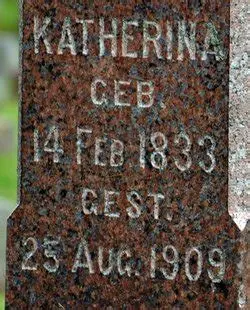 KATHERINA
GEB.
14 FEB 1833
GEST.
25 AUG. 1909